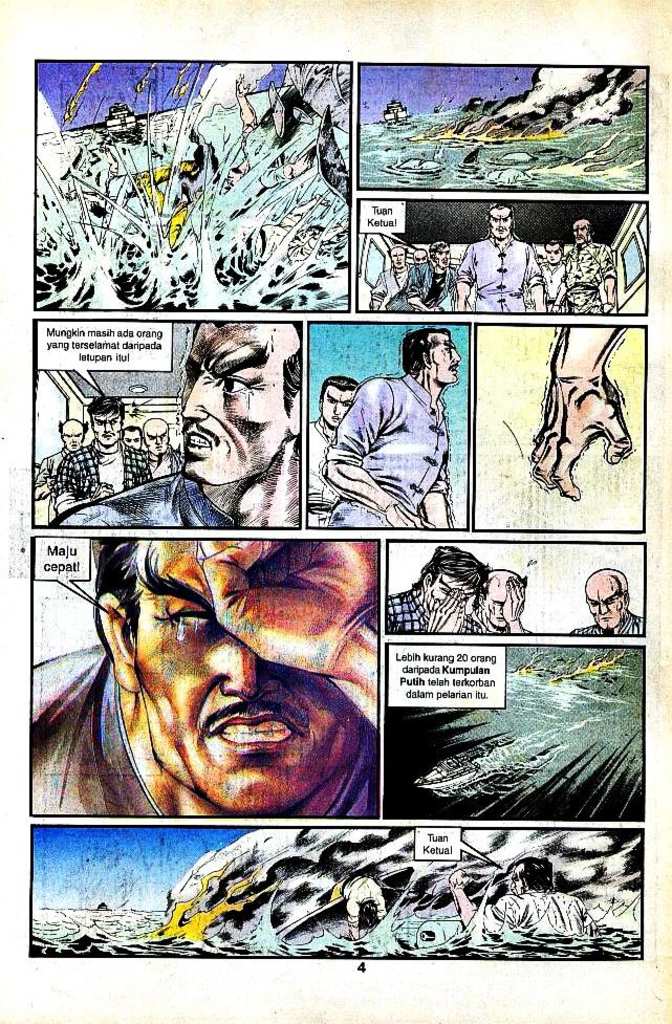 Tuan
Ketua!
Mungkin masih ada orang
yang terselamat daripada
letupan itu!
Maju
cepat!
Lebih kurang 20 orang
daripada Kumpulan
Putih telah terkorban
dalam pelarian itu.
Tuan
Ketua!
4